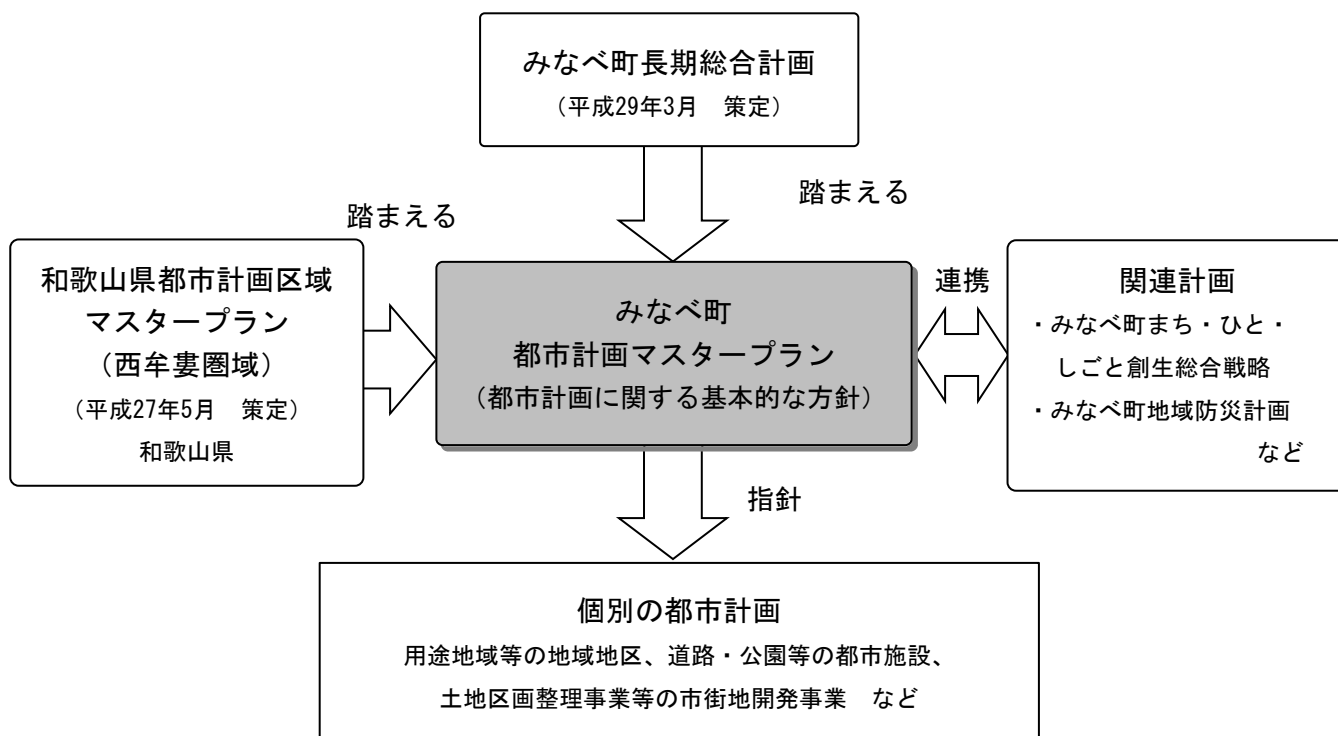 みなべ町長期総合計画
（平成29年3月　策定）
踏まえる
踏まえる
和歌山県都市計画区域
マスタープラン
（西牟婁圏域）
（平成27年5月　策定）
和歌山県
みなべ町
都市計画マスタープラン
（都市計画に関する基本的な方針）
連携
関連計画
・みなべ町まち・ひと・
しごと創生総合戦略
・みなべ町地域防災計画
など
指針
個別の都市計画
用途地域等の地域地区、道路・公園等の都市施設、
土地区画整理事業等の市街地開発事業　など